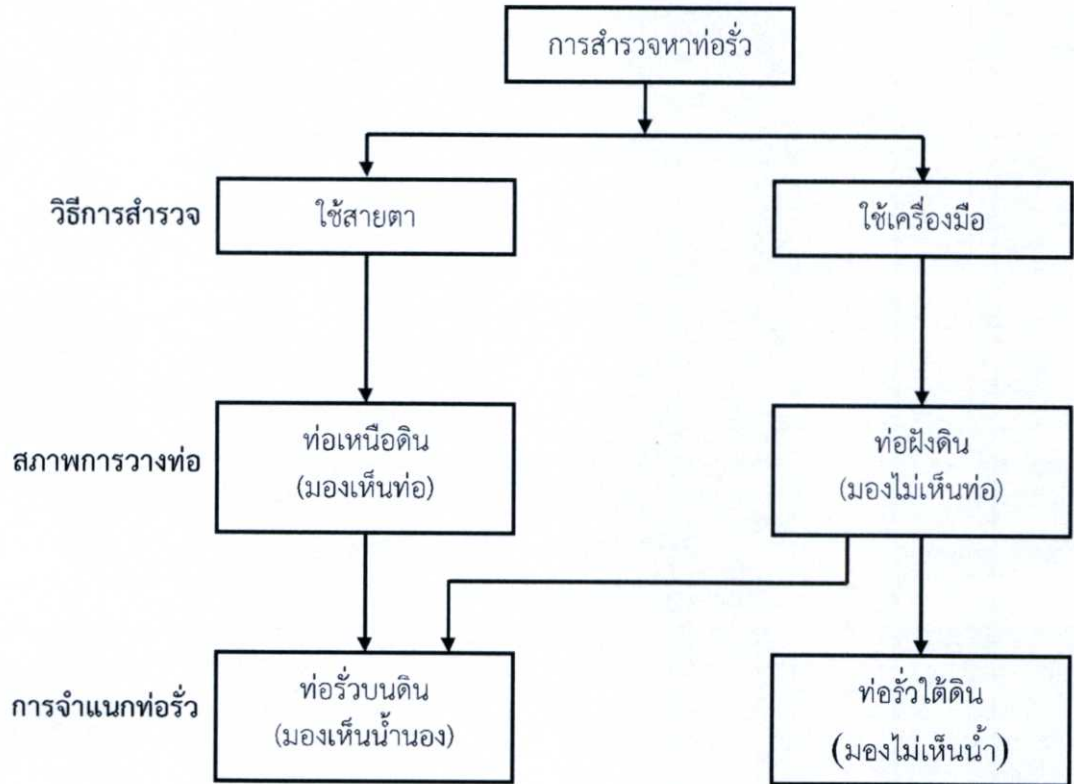 การสำรวจหาท่อรั่ว
วิธีการสำรวจ
ใช้สายตา
ใช้เครื่องมือ
สภาพการวางท่อ
ท่อเหนือดิน
(มองเห็นท่อ)
ท่อฝังดิน
(มองไม่เห็นท่อ)
การจำแนกท่อรั่ว
ท่อรั่วบนดิน
(มองเห็นน้ำนอง)
ท่อรั่วใต้ดิน
(มองไม่เห็นน้ำ)